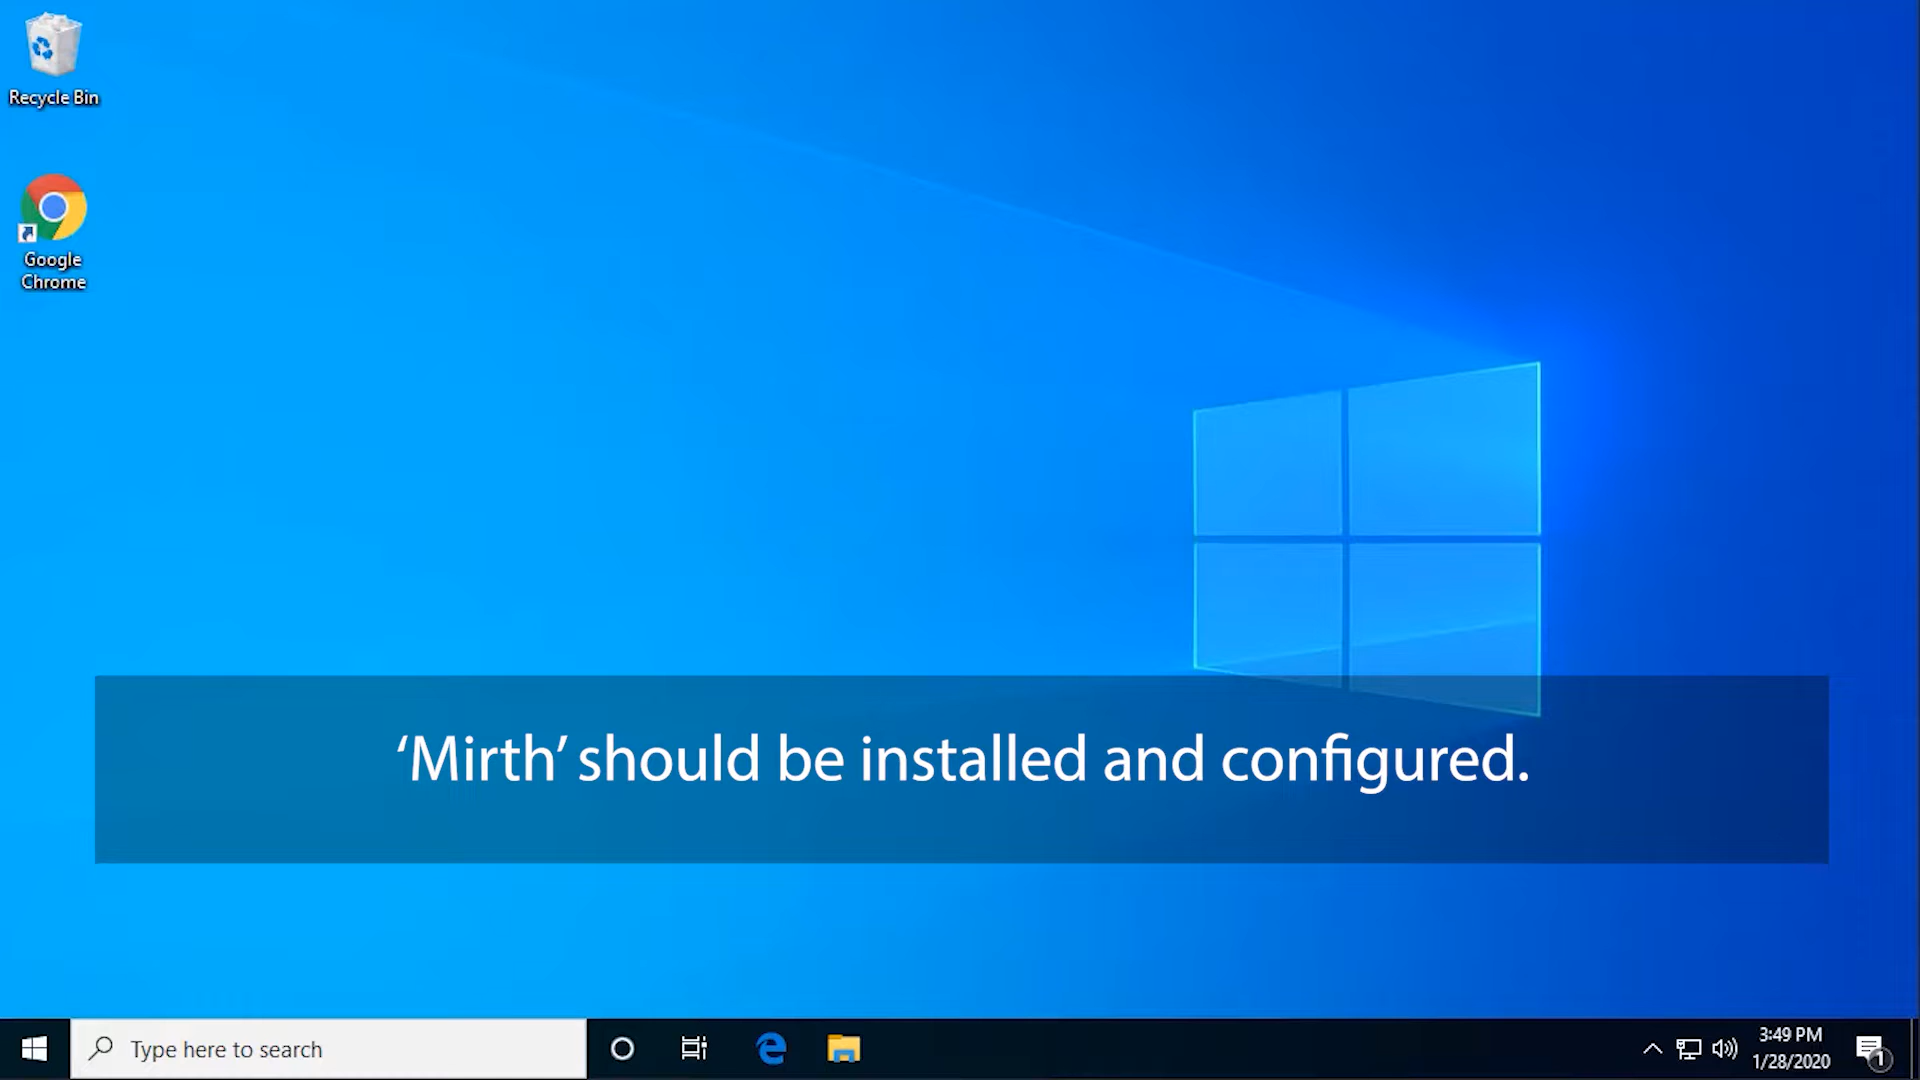 Recycle Bin
Google
Chrome
‘Mirth’ should be installed and configured.
Type here to search
3:49 PM
1/28/2020
1